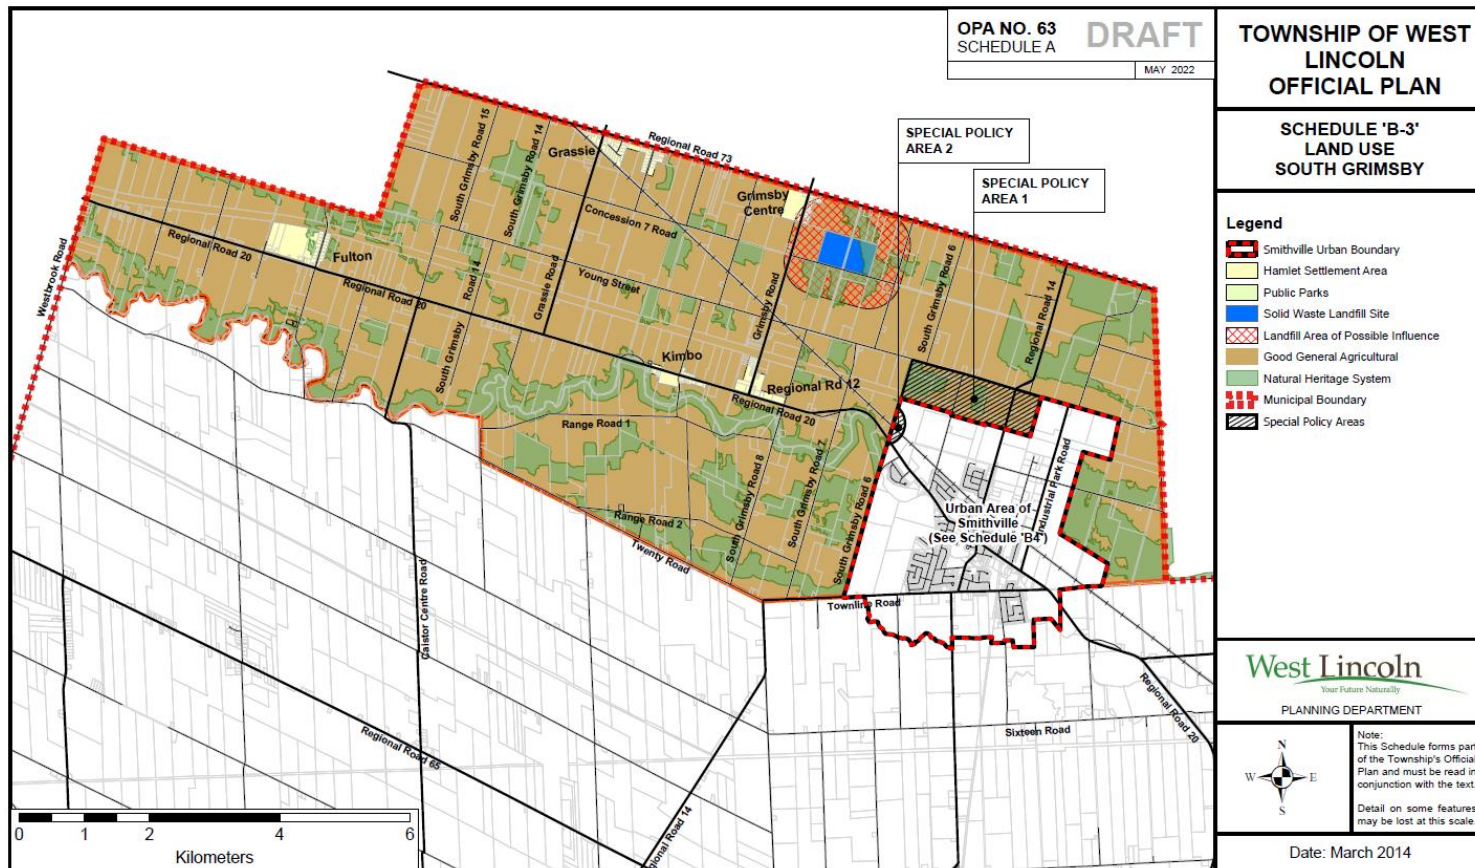 OPA NO. 63
SCHEDULE A
DRAFT
MAY 2022
TOWNSHIP OF WEST
LINCOLN
OFFICIAL PLAN
SCHEDULE 'B-3'
LAND USE
SOUTH GRIMSBY
SPECIAL POLICY
AREA 2
SPECIAL POLICY
AREA 1
Legend
Smithville Urban Boundary
Hamlet Settlement Area
Public Parks
Solid Waste Landfill Site
Landfill Area of Possible Influence
Good General Agricultural
Natural Heritage System
Municipal Boundary
Special Policy Areas
Regional Road 73
South Grimsby Road 15
South Grimsby Road 14
Grassie
Grimsby
Centre
Concession 7 Road
Regional Road 20
Fulton
Westbrook Road
Road 14
Grassie Road
Young Street
Grimsby Road
South Grimsby Road 6
Regional Road 14
Regional Road 20
South Grimsby
Kimbo
Regional Rd 12
Regional Road 20
Range Road 1
South Grimsby Road 8
South Grimsby Road 7
South Grimsby Road 6
Industrial Park Road
Urban Area of
Smithville
(See Schedule 'B4')
Range Road 2
Twenty Road
Townline Road
Caistor Centre Road
Regional Road 20
Sixteen Road
Regional Road 65
Regional Road 14
0 1 2 4 6
Kilometers
West Lincoln
Your Future Naturally
PLANNING DEPARTMENT
N
W E
S
Note:
This Schedule forms part
of the Township's Official
Plan and must be read in
conjunction with the text.
Detail on some features
may be lost at this scale.
Date: March 2014